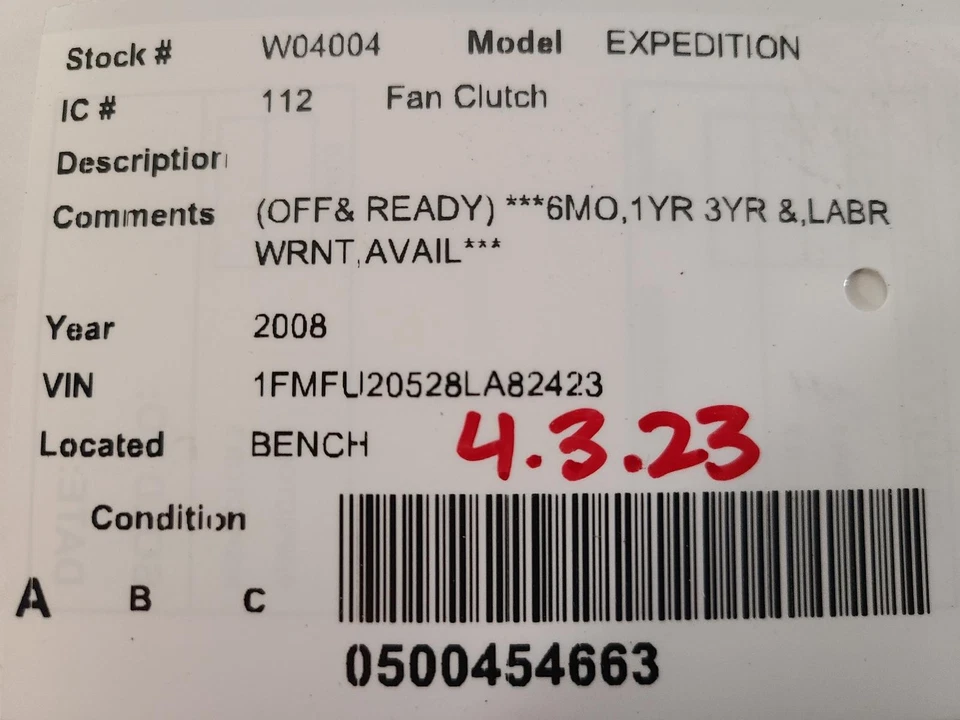 Stock # W04004 Model EXPEDITION
IC # 112 Fan Clutch
Description
Comments (OFF& READY) ***6MO,1YR 3YR &,LABR
WRNT,AVAIL***
Year 2008
VIN 1FMFU20528LA82423
Located BENCH 4.3.23
Condition
A B C
0500454663